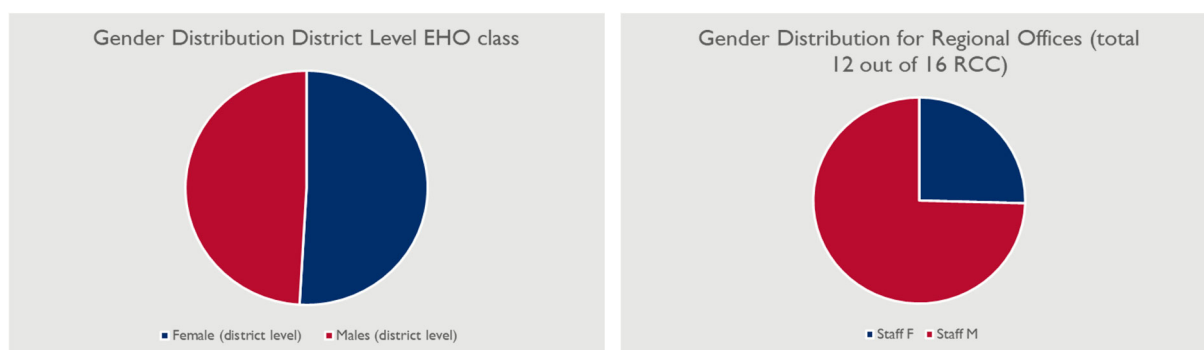 Gender Distribution District Level EHO class
Female (district level) Males (district level)
Gender Distribution for Regional Offices (total
12 out of 16 RCC)
Staff F Staff M